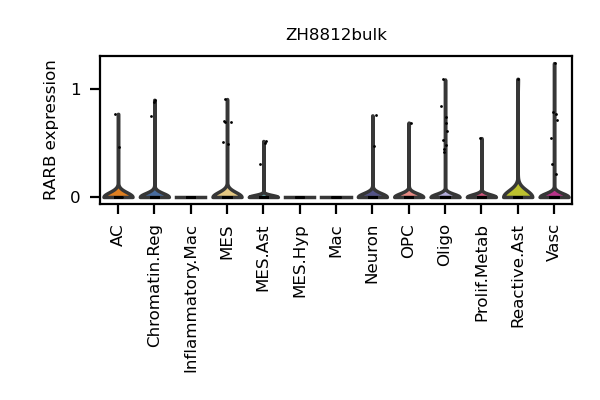 ZH8812bulk
RARB expression
1
0
AC
Chromatin.Reg
Inflammatory.Mac
MES
MES.Ast
MES.Hyp
Mac
Neuron
OPC
Oligo
Prolif.Metab
Reactive.Ast
Vasc